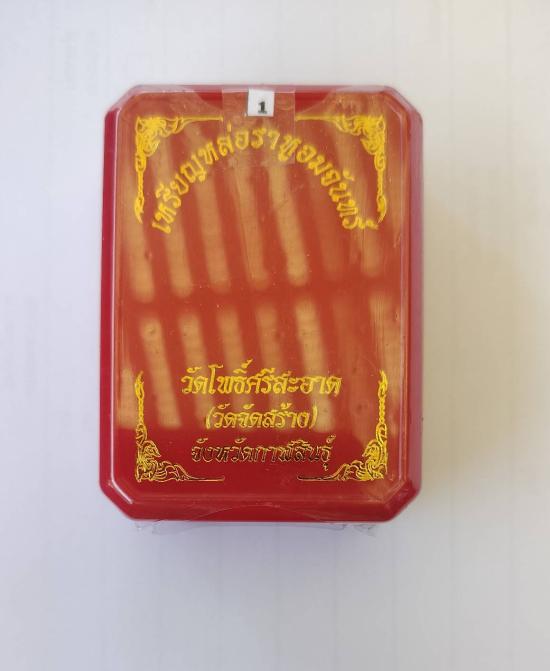 1
เหรียญหล่อราหูอมจันทร์
วัดโพธิ์ศรีสะอาด
(วัดจัดสร้าง)
จังหวัดกาฬสินธุ์